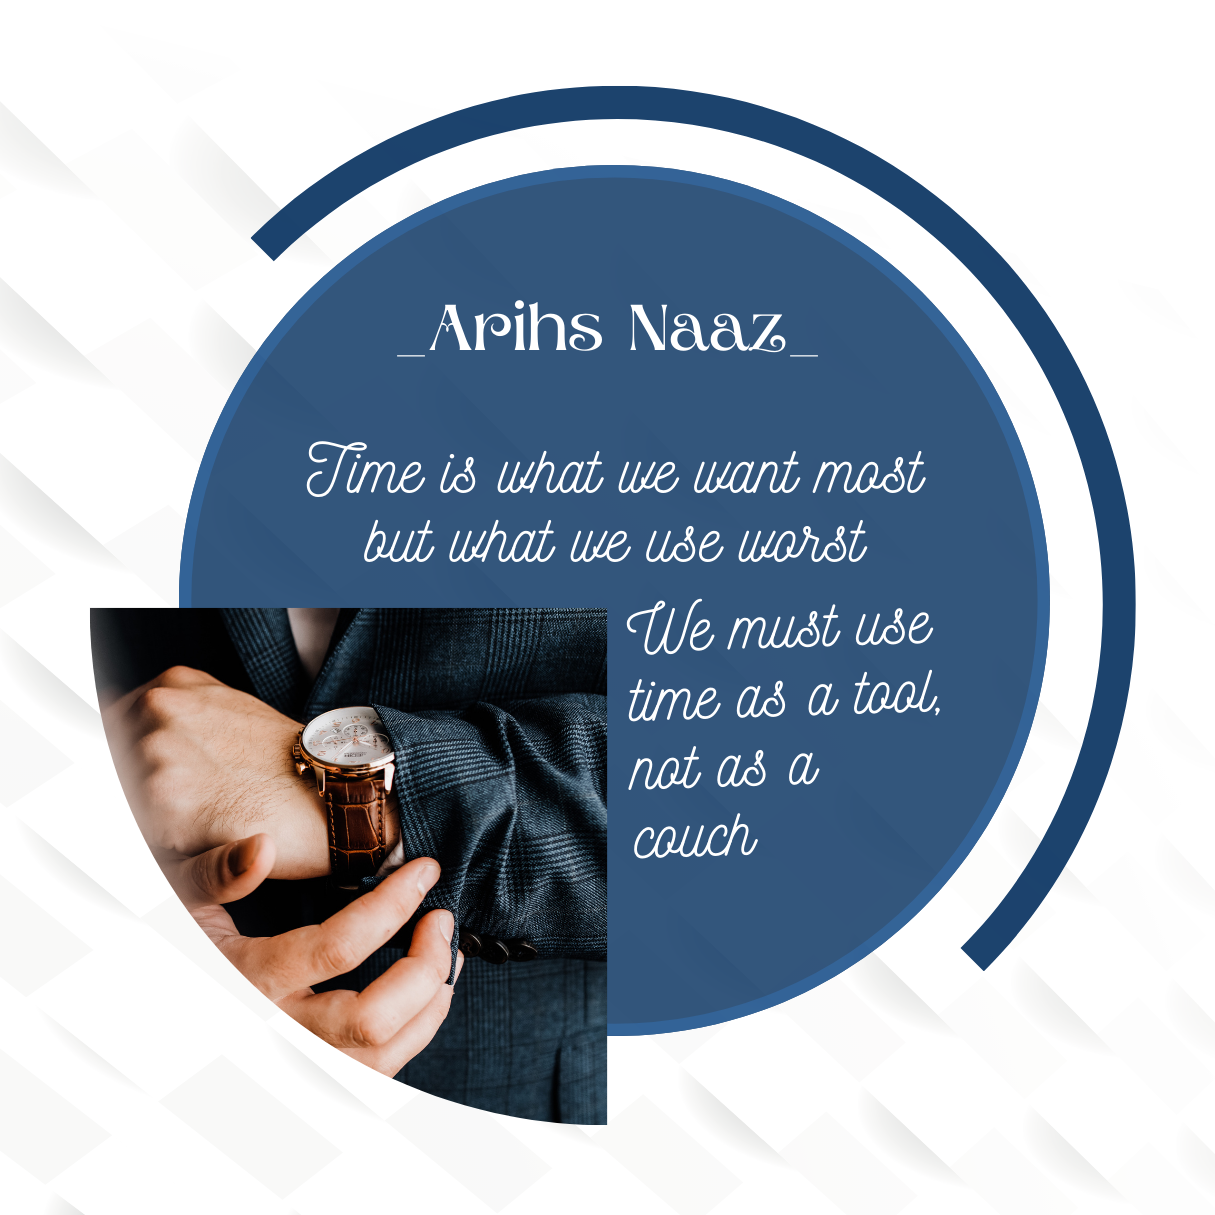 _Arihs Naaz_
Time is what we want most
but what we use worst
We must use
time as a tool,
not as a
couch